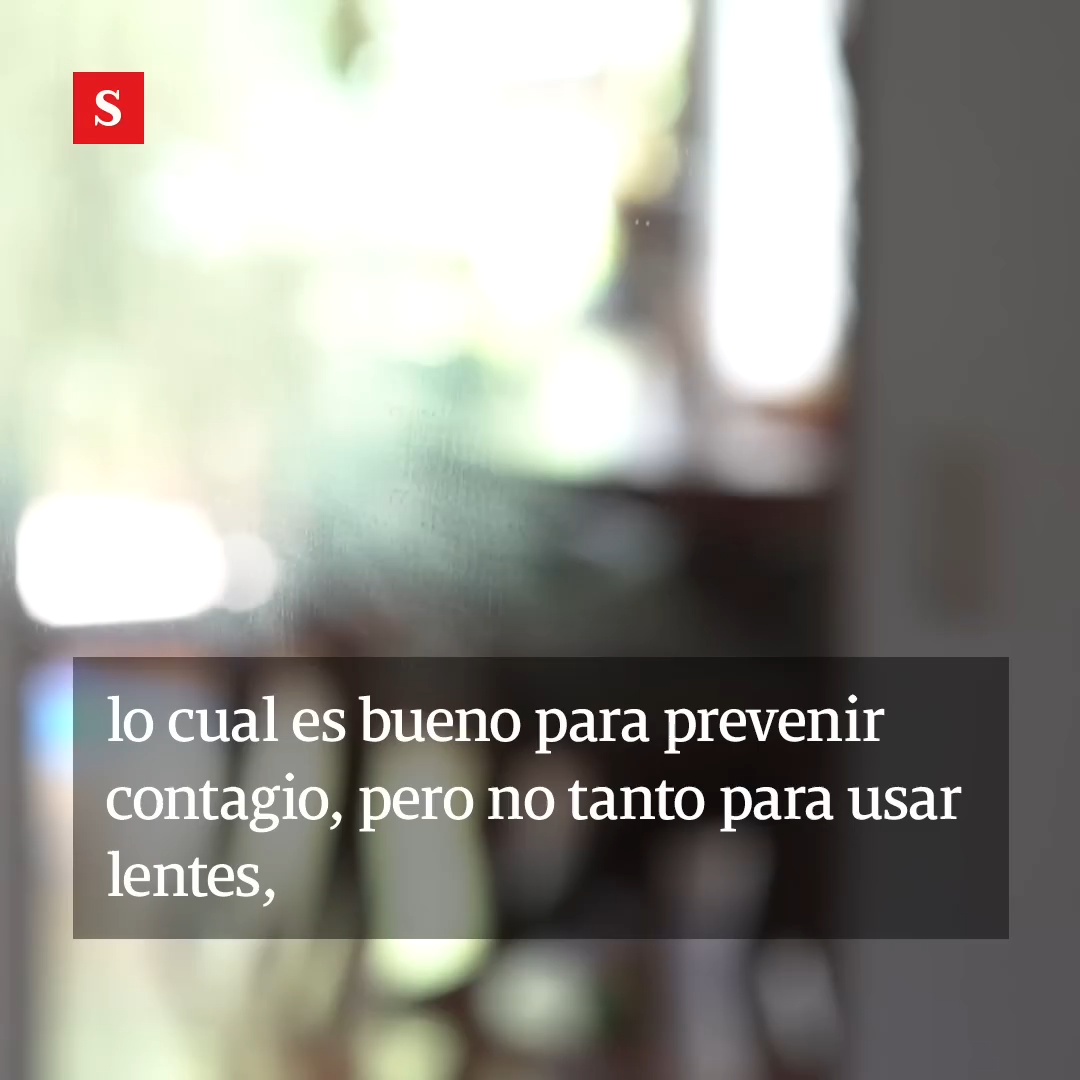 S
lo cual es bueno para prevenir
contagio, pero no tanto para usar
lentes,